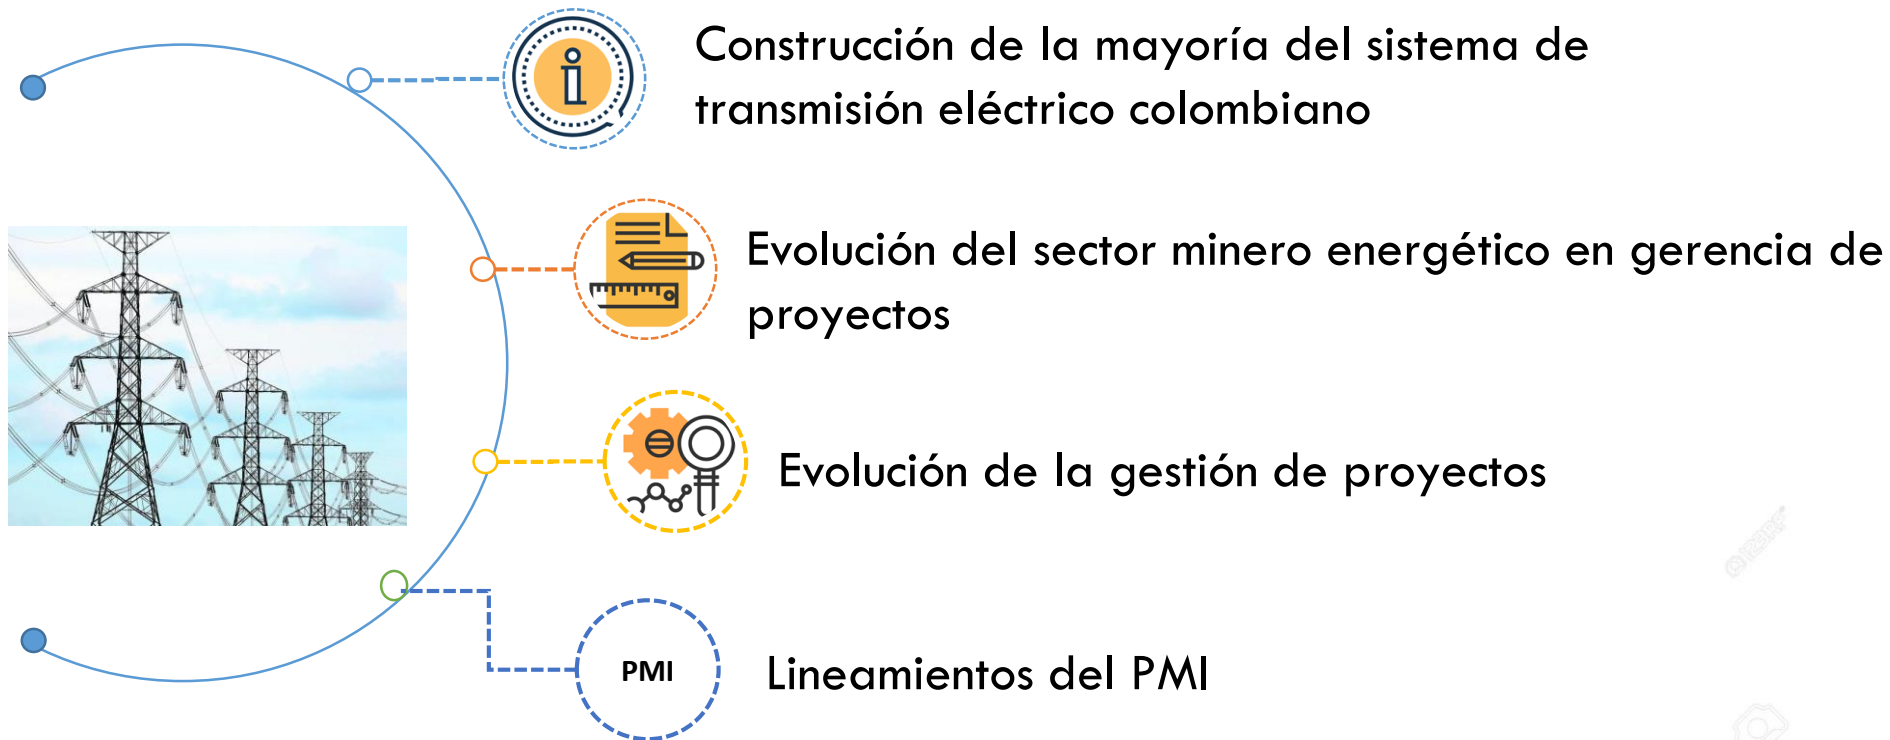 Construcción de la mayoría del sistema de
transmisión eléctrico colombiano
Evolución del sector minero energético en gerencia de
proyectos
Evolución de la gestión de proyectos
PMI
Lineamientos del PMI
©123RF